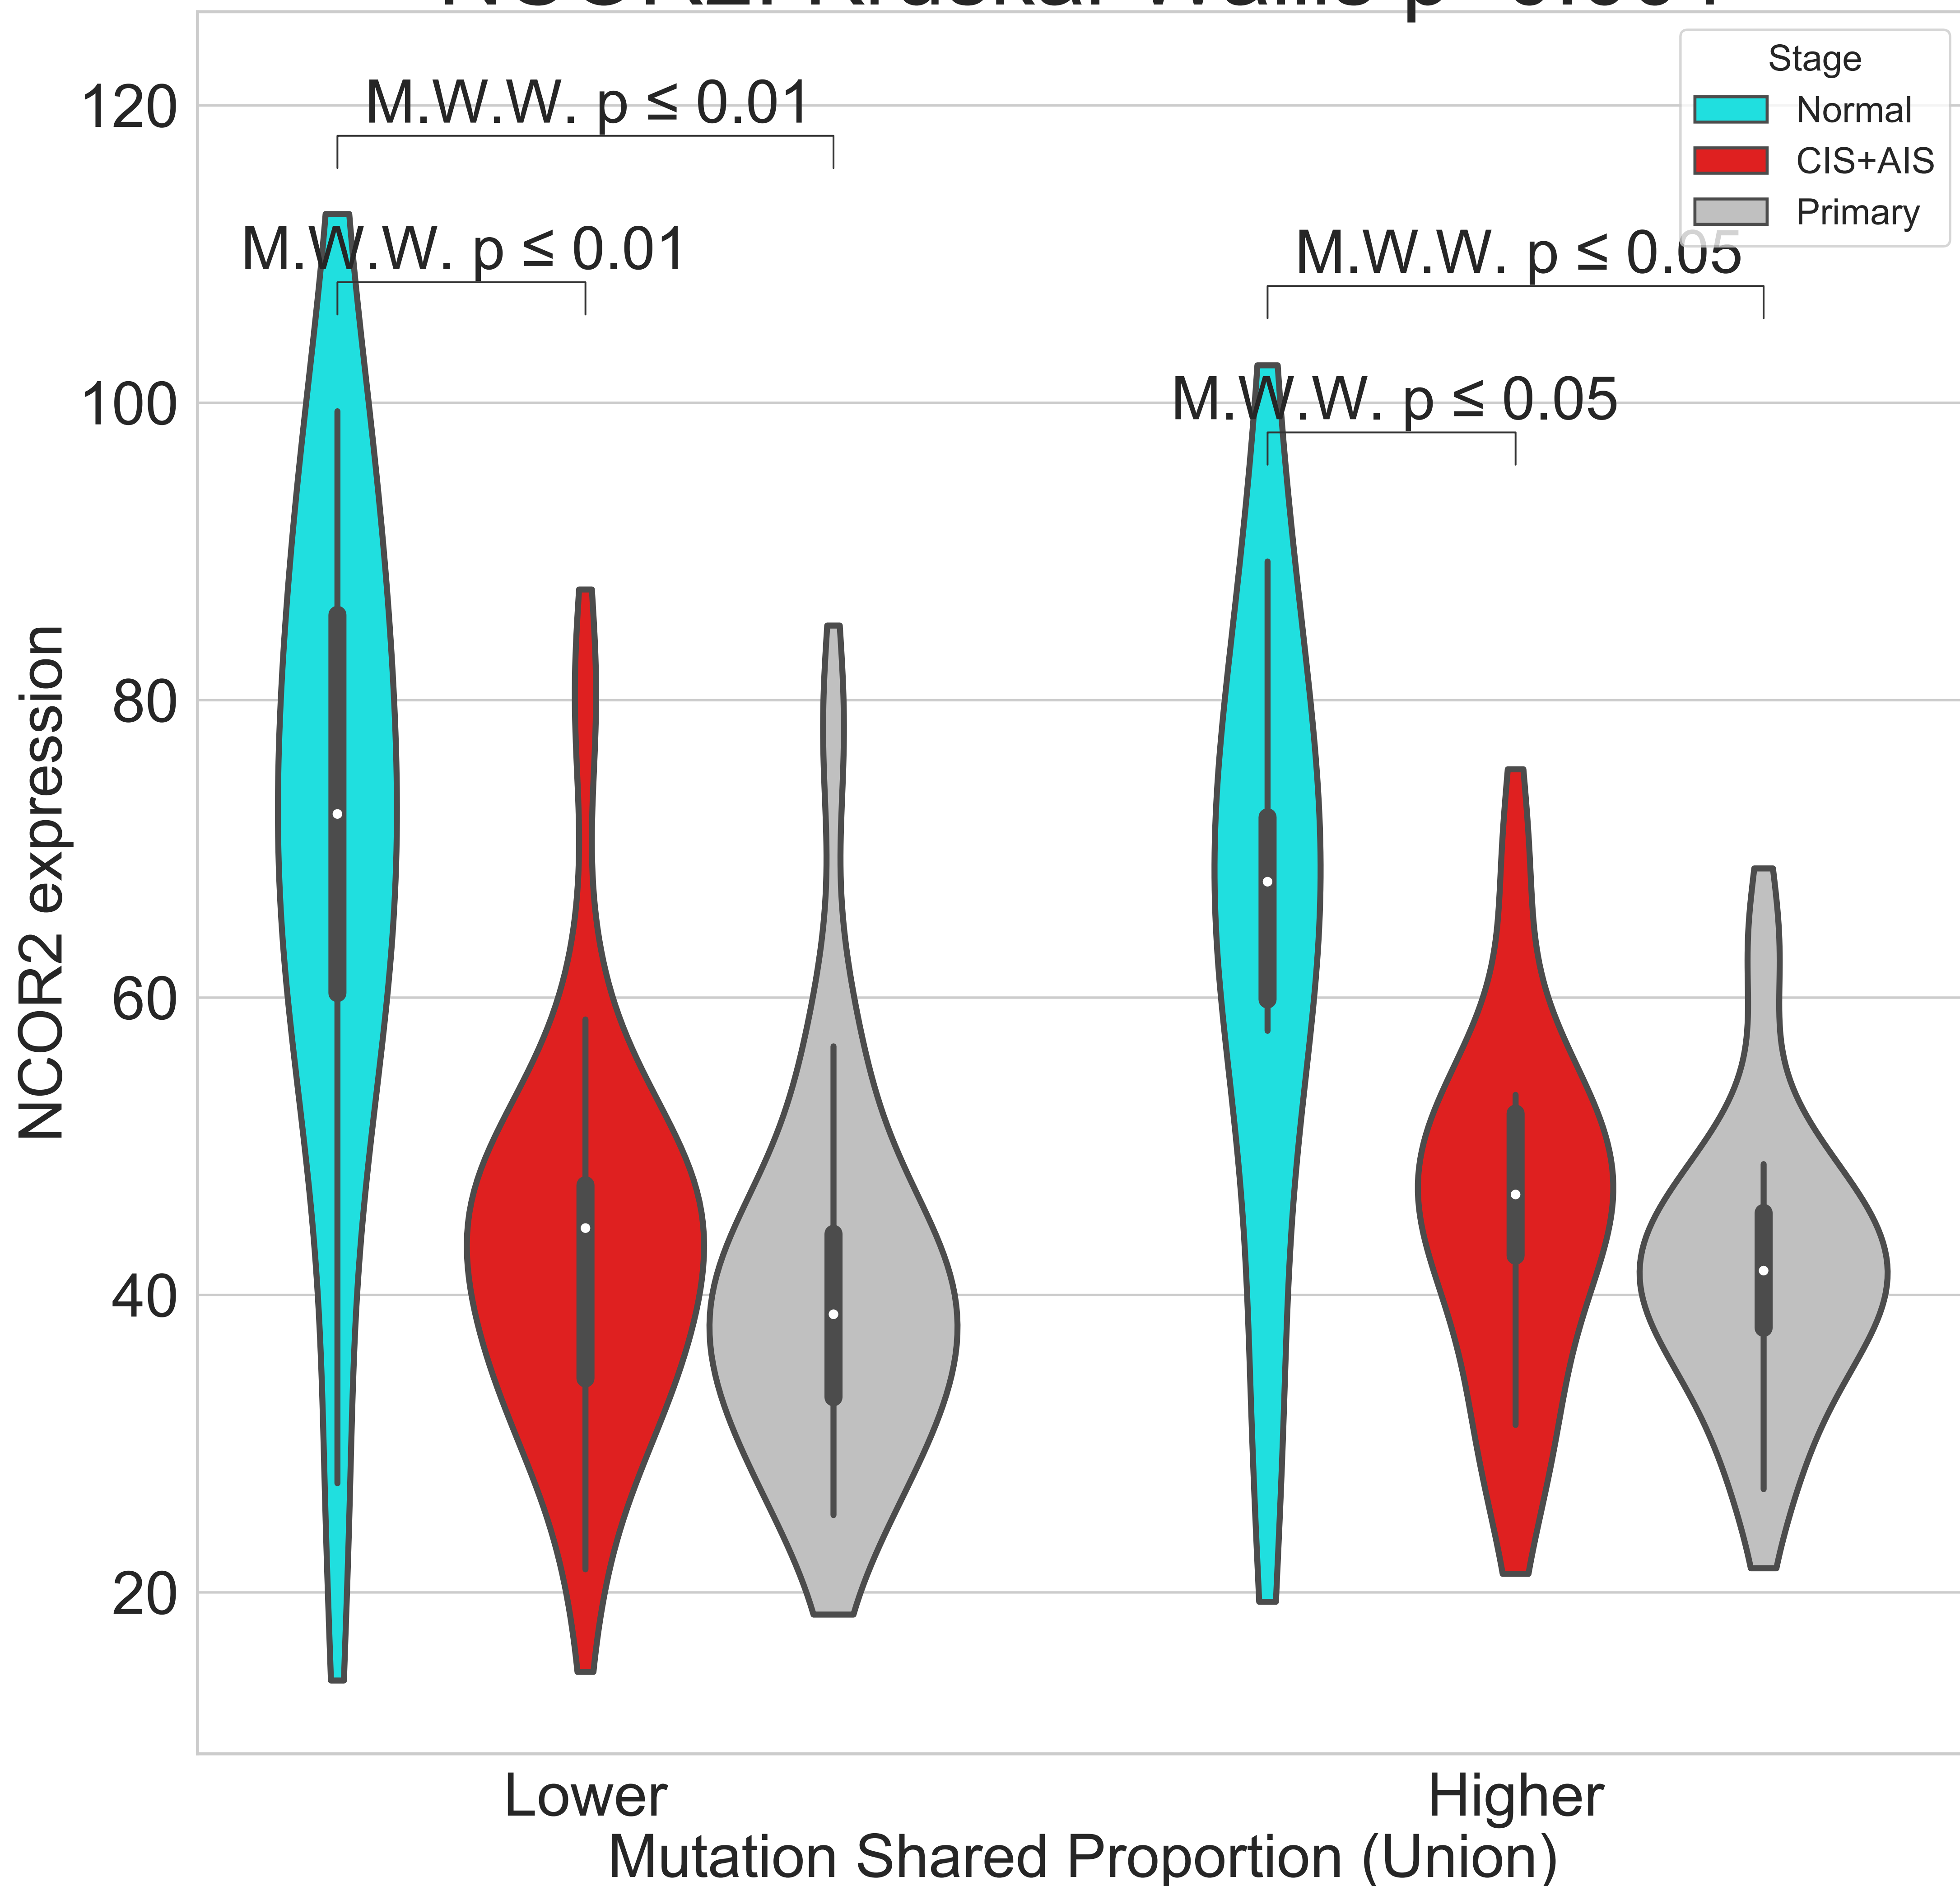 120
100
80
60
40
20
NCOR2 expression
M.W.W. p ≤ 0.01
M.W.W. p ≤ 0.01
M.W.W. p ≤ 0.05
M.W.W. p ≤ 0.05
Stage
Normal
CIS+AIS
Primary
Lower
Higher
Mutation Shared Proportion (Union)